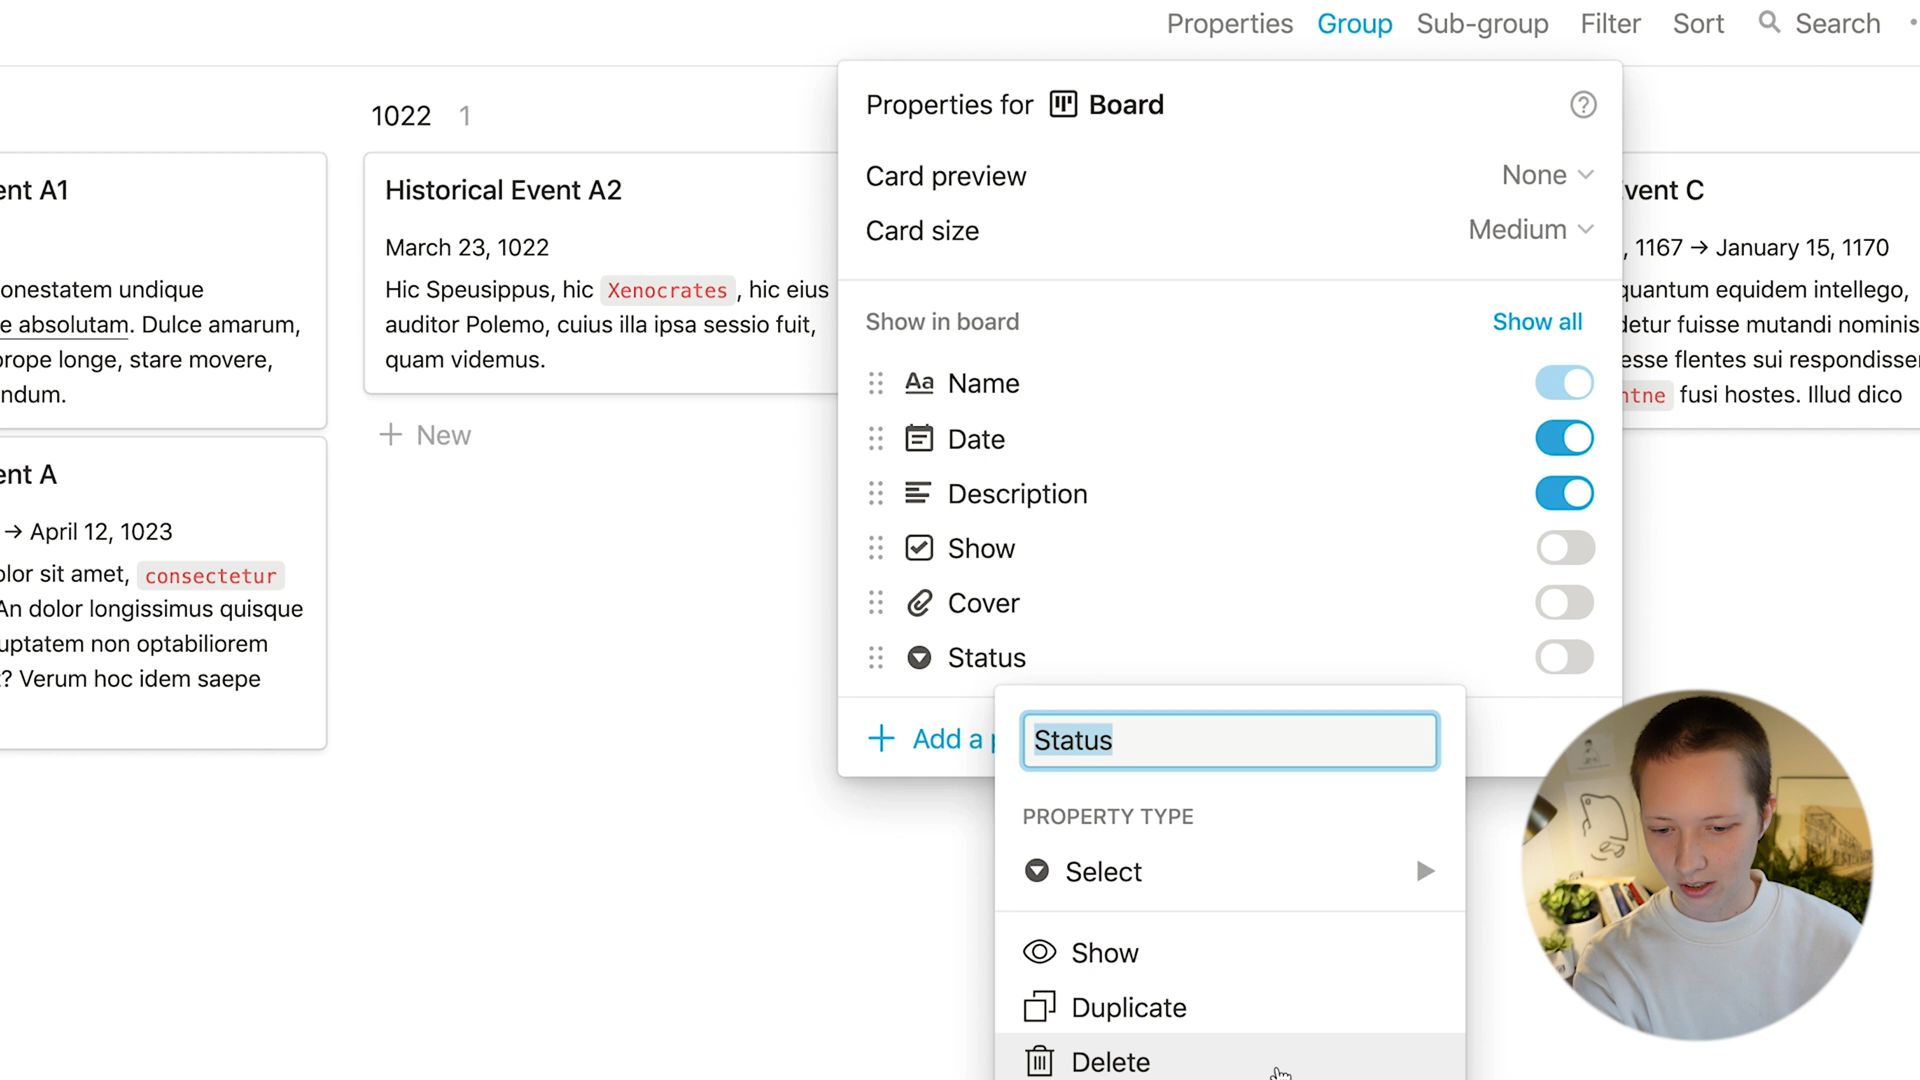 Properties Group Sub-group Filter Sort Search
Properties for Board
Card preview None
Card size Medium
Show in board Show all
Name
Date
Description
Show
Cover
Status
Add a
Status
PROPERTY TYPE
Select
Show
Duplicate
Delete
ent A1
onestatem undique
e absolutam. Dulce amarum,
prope longe, stare movere,
ndum.
ent A
→ April 12, 1023
olor sit amet, consectetur
An dolor longissimus quisque
uptatem non optabiliorem
? Verum hoc idem saepe
1022 1
Historical Event A2
March 23, 1022
Hic Speusippus, hic Xenocrates , hic eius
auditor Polemo, cuius illa ipsa sessio fuit,
quam videmus.
+ New
vent C
, 1167 → January 15, 1170
quantum equidem intellego,
detur fuisse mutandi nominis
esse flentes sui respondisse
ntne fusi hostes. Illud dico